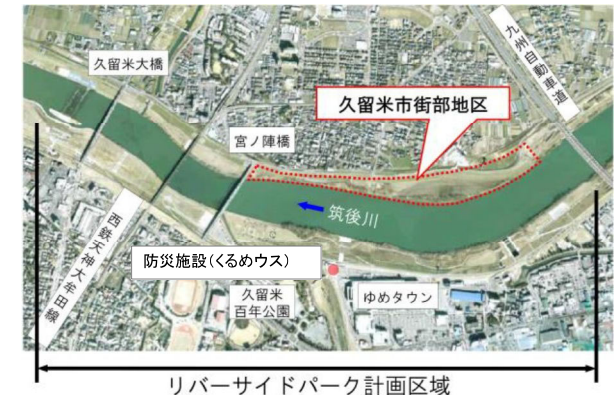 久留米大橋
九州自動車道
久留米市街部地区
宮ノ陣橋
筑後川
西鉄天神大牟田線
防災施設(くるめウス)
久留米
百年公園
ゆめタウン
リバーサイドパーク計画区域